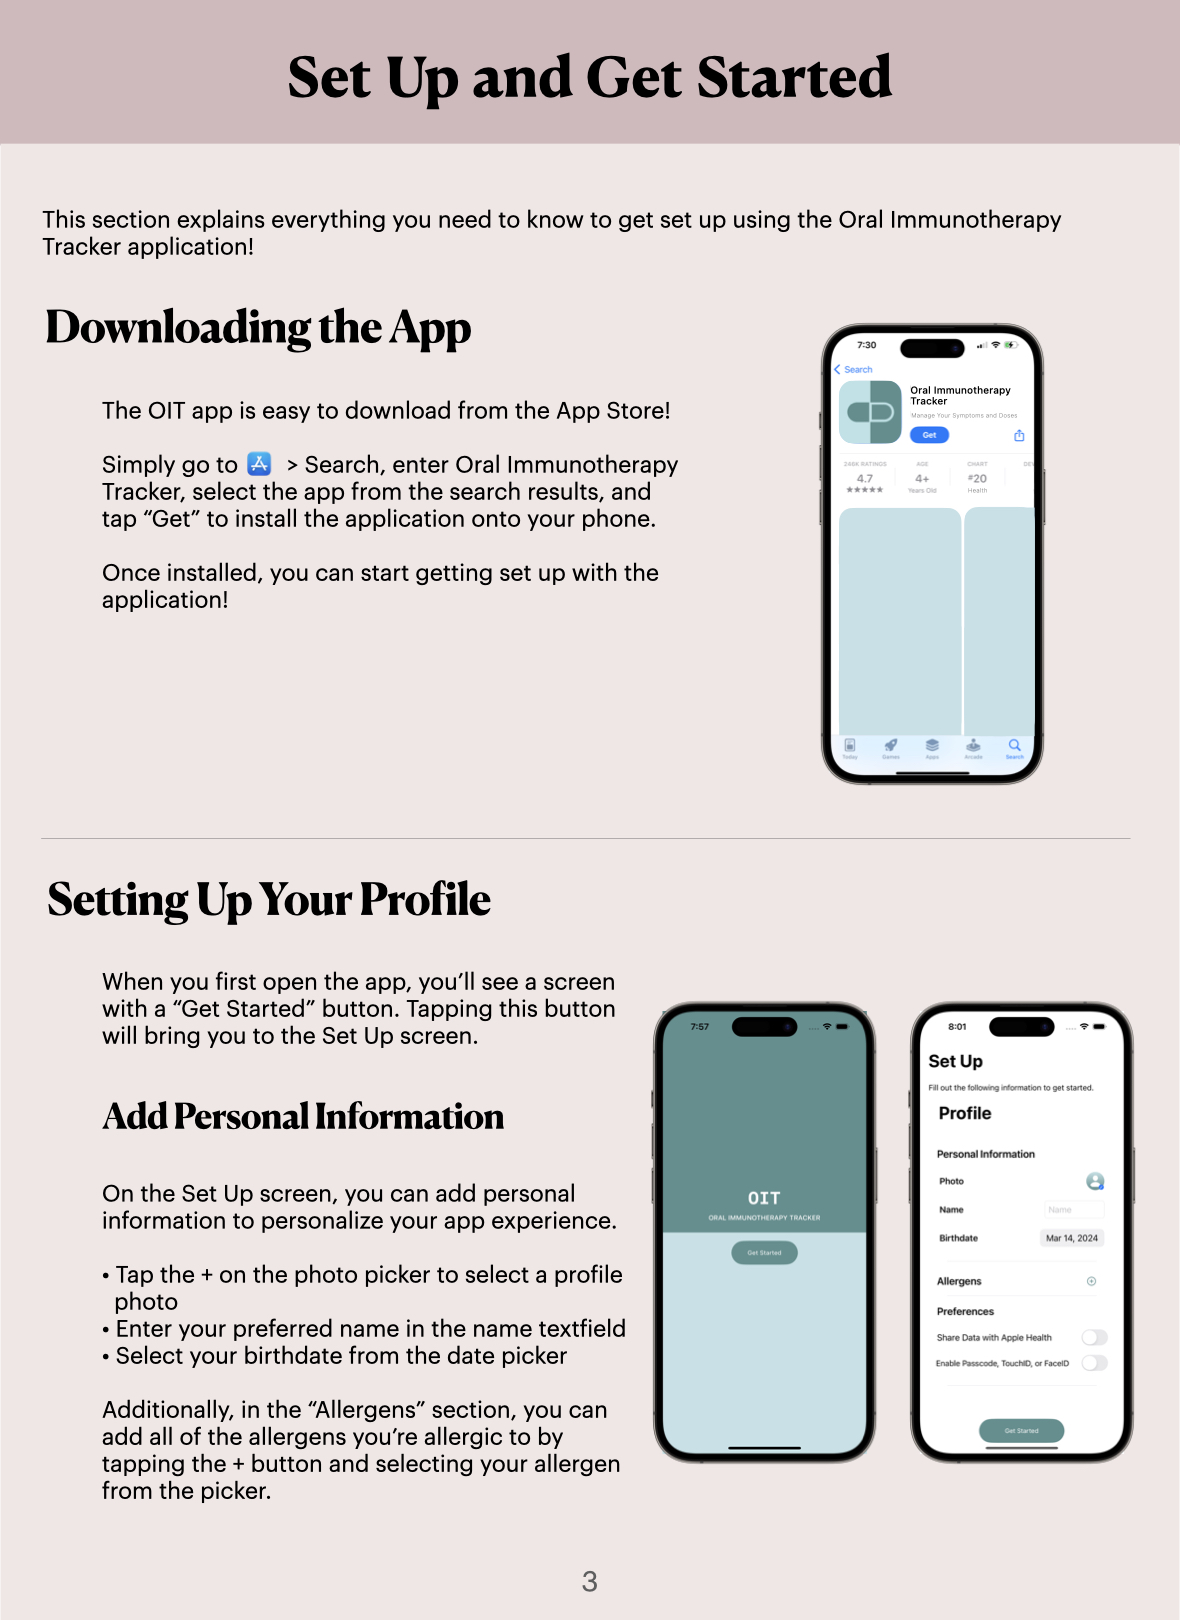 Set Up and Get Started
This section explains everything you need to know to get set up using the Oral Immunotherapy
Tracker application!
Downloading the App
The OIT app is easy to download from the App Store!
Simply go to > Search, enter Oral Immunotherapy
Tracker, select the app from the search results, and
tap “Get” to install the application onto your phone.
Once installed, you can start getting set up with the
application!
7:30
Search
Oral Immunotherapy
Tracker
Manage Your Symptoms and Doses
Get
248K RATINGS AGE CHART DEV
4.7 4+ #20
Years Old Health
Today Games Apps Arcade Search
Setting Up Your Profile
When you first open the app, you’ll see a screen
with a “Get Started” button. Tapping this button
will bring you to the Set Up screen.
Add Personal Information
On the Set Up screen, you can add personal
information to personalize your app experience.
• Tap the + on the photo picker to select a profile
photo
• Enter your preferred name in the name textfield
• Select your birthdate from the date picker
Additionally, in the “Allergens” section, you can
add all of the allergens you’re allergic to by
tapping the + button and selecting your allergen
from the picker.
7:57
OIT
ORAL IMMUNOTHERAPY TRACKER
Get Started
8:01
Set Up
Fill out the following information to get started.
Profile
Personal Information
Photo
Name Name
Birthdate Mar 14, 2024
Allergens
Preferences
Share Data with Apple Health
Enable Passcode, TouchID, or FaceID
Get Started
3